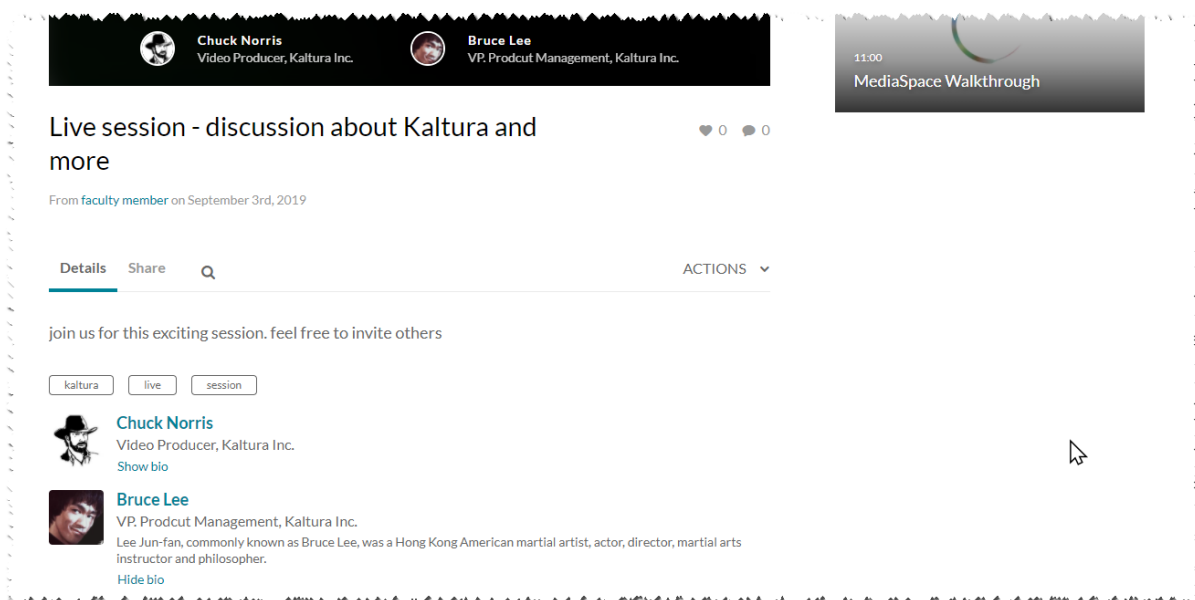 Chuck Norris
Video Producer, Kaltura Inc.
Bruce Lee
VP. Prodcut Management, Kaltura Inc.
11:00
MediaSpace Walkthrough
Live session - discussion about Kaltura and
more
0 0
From faculty member on September 3rd, 2019
Details Share
ACTIONS
join us for this exciting session. feel free to invite others
kaltura live session
Chuck Norris
Video Producer, Kaltura Inc.
Show bio
Bruce Lee
VP. Prodcut Management, Kaltura Inc.
Lee Jun-fan, commonly known as Bruce Lee, was a Hong Kong American martial artist, actor, director, martial arts
instructor and philosopher.
Hide bio